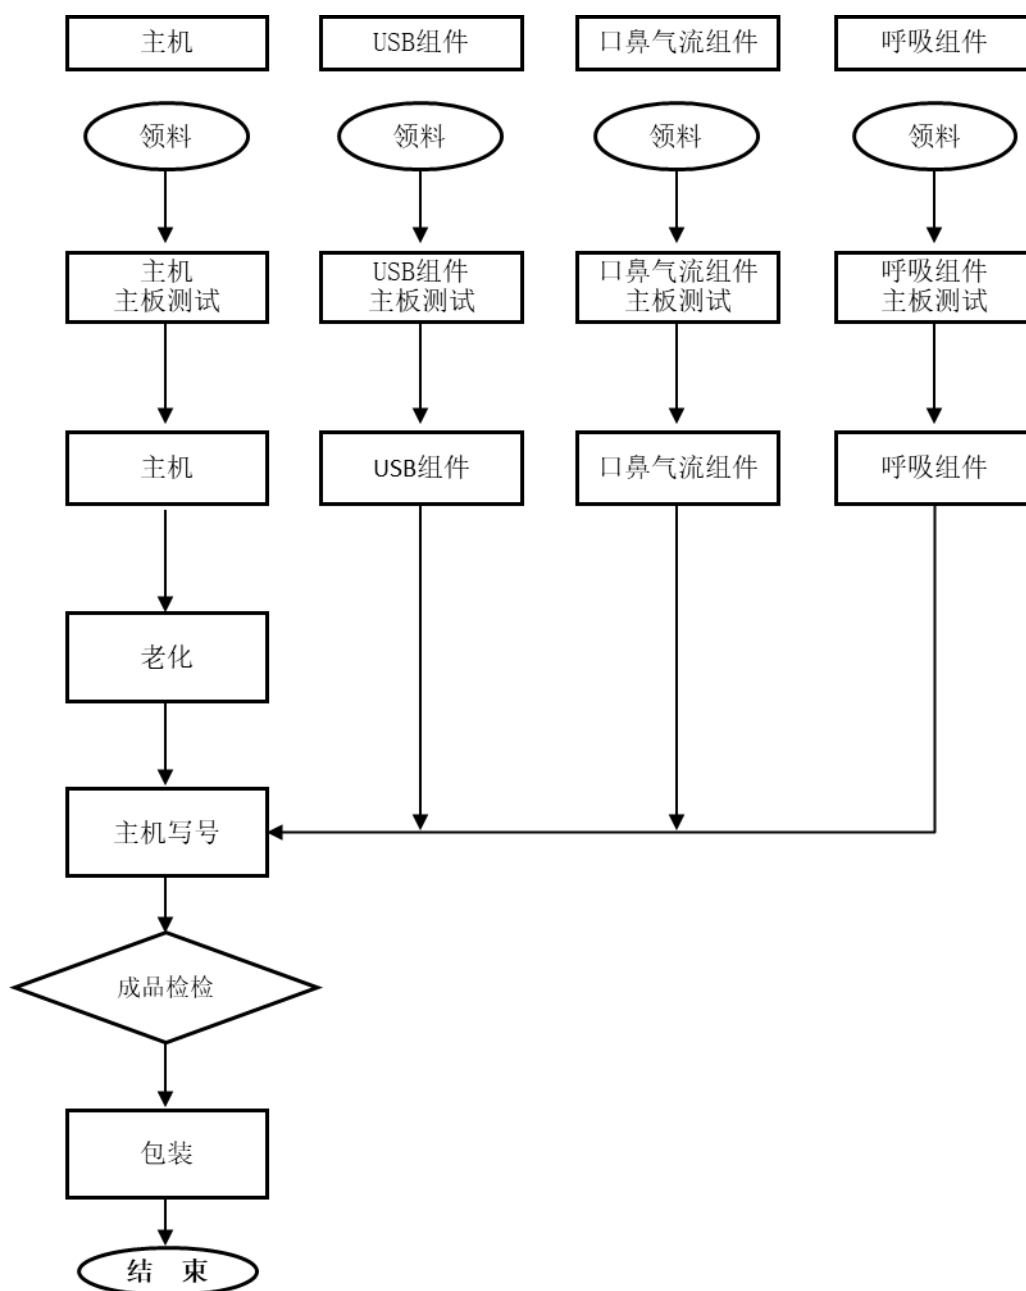 主机
USB组件
口鼻气流组件
呼吸组件
领料
领料
领料
领料
主机
主板测试
USB组件
主板测试
口鼻气流组件
主板测试
呼吸组件
主板测试
主机
USB组件
口鼻气流组件
呼吸组件
老化
主机写号
成品检检
包装
结 束